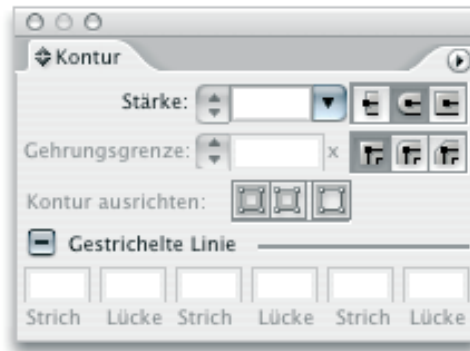 Kontur
Stärke:
Gehrungsgrenze: x
Kontur ausrichten:
Gestrichelte Linie
Strich Lücke Strich Lücke Strich Lücke